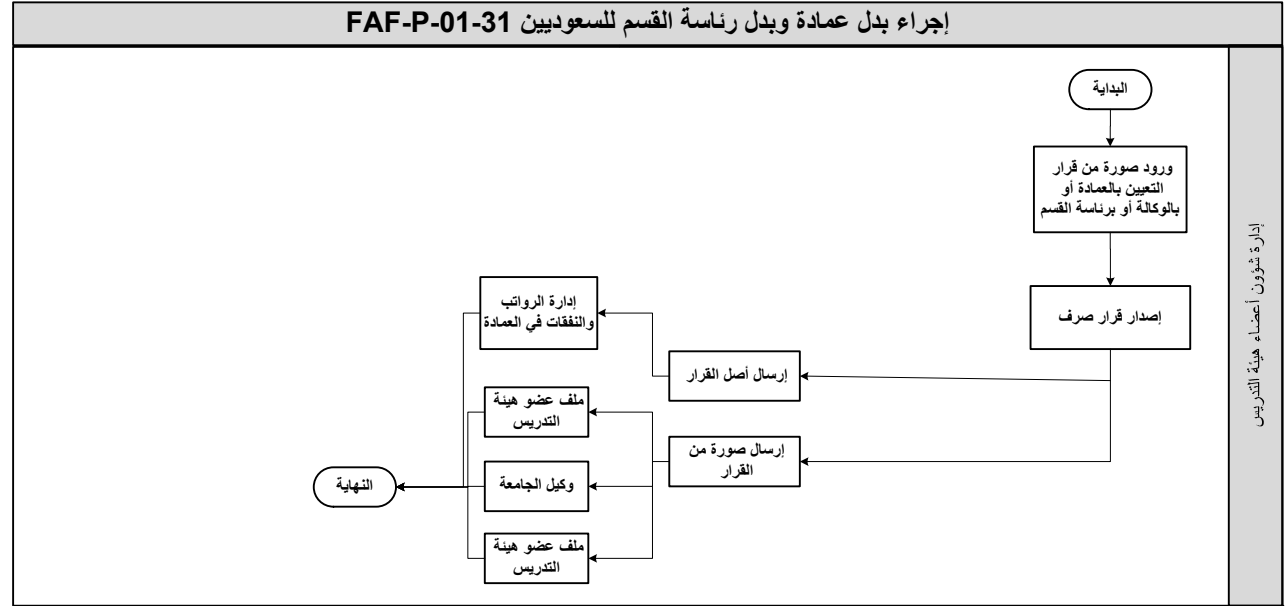 إجراء بدل عمادة وبدل رئاسة القسم للسعوديين FAF-P-01-31
إدارة شؤون أعضاء هيئة التدريس
البداية
ورود صورة من قرار
التعيين بالعمادة أو
بالوكالة أو برئاسة القسم
إصدار قرار صرف
إرسال أصل القرار
إدارة الرواتب
والنفقات في العمادة
إرسال صورة من
القرار
ملف عضو هيئة
التدريس
وكيل الجامعة
ملف عضو هيئة
التدريس
النهاية